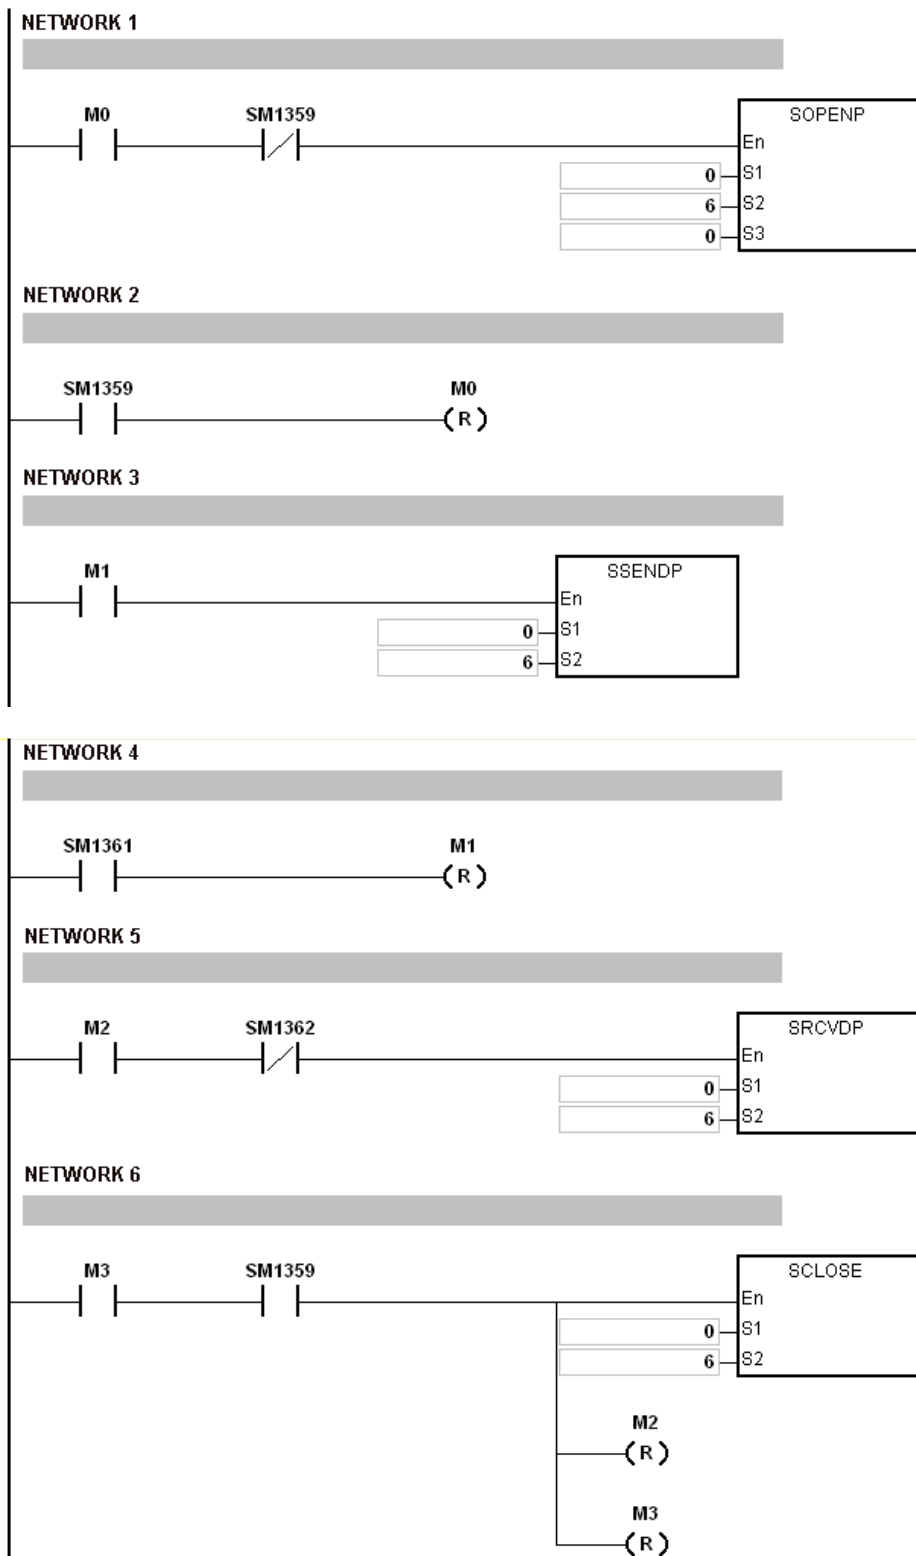 NETWORK 1
M0 SM1359 SOPENP
En
0 S1
6 S2
0 S3
NETWORK 2
SM1359 M0
R
NETWORK 3
M1 SSENDP
En
0 S1
6 S2
NETWORK 4
SM1361 M1
R
NETWORK 5
M2 SM1362 SRCVDP
En
0 S1
6 S2
NETWORK 6
M3 SM1359 SCLOSE
En
0 S1
6 S2
M2
R
M3
R